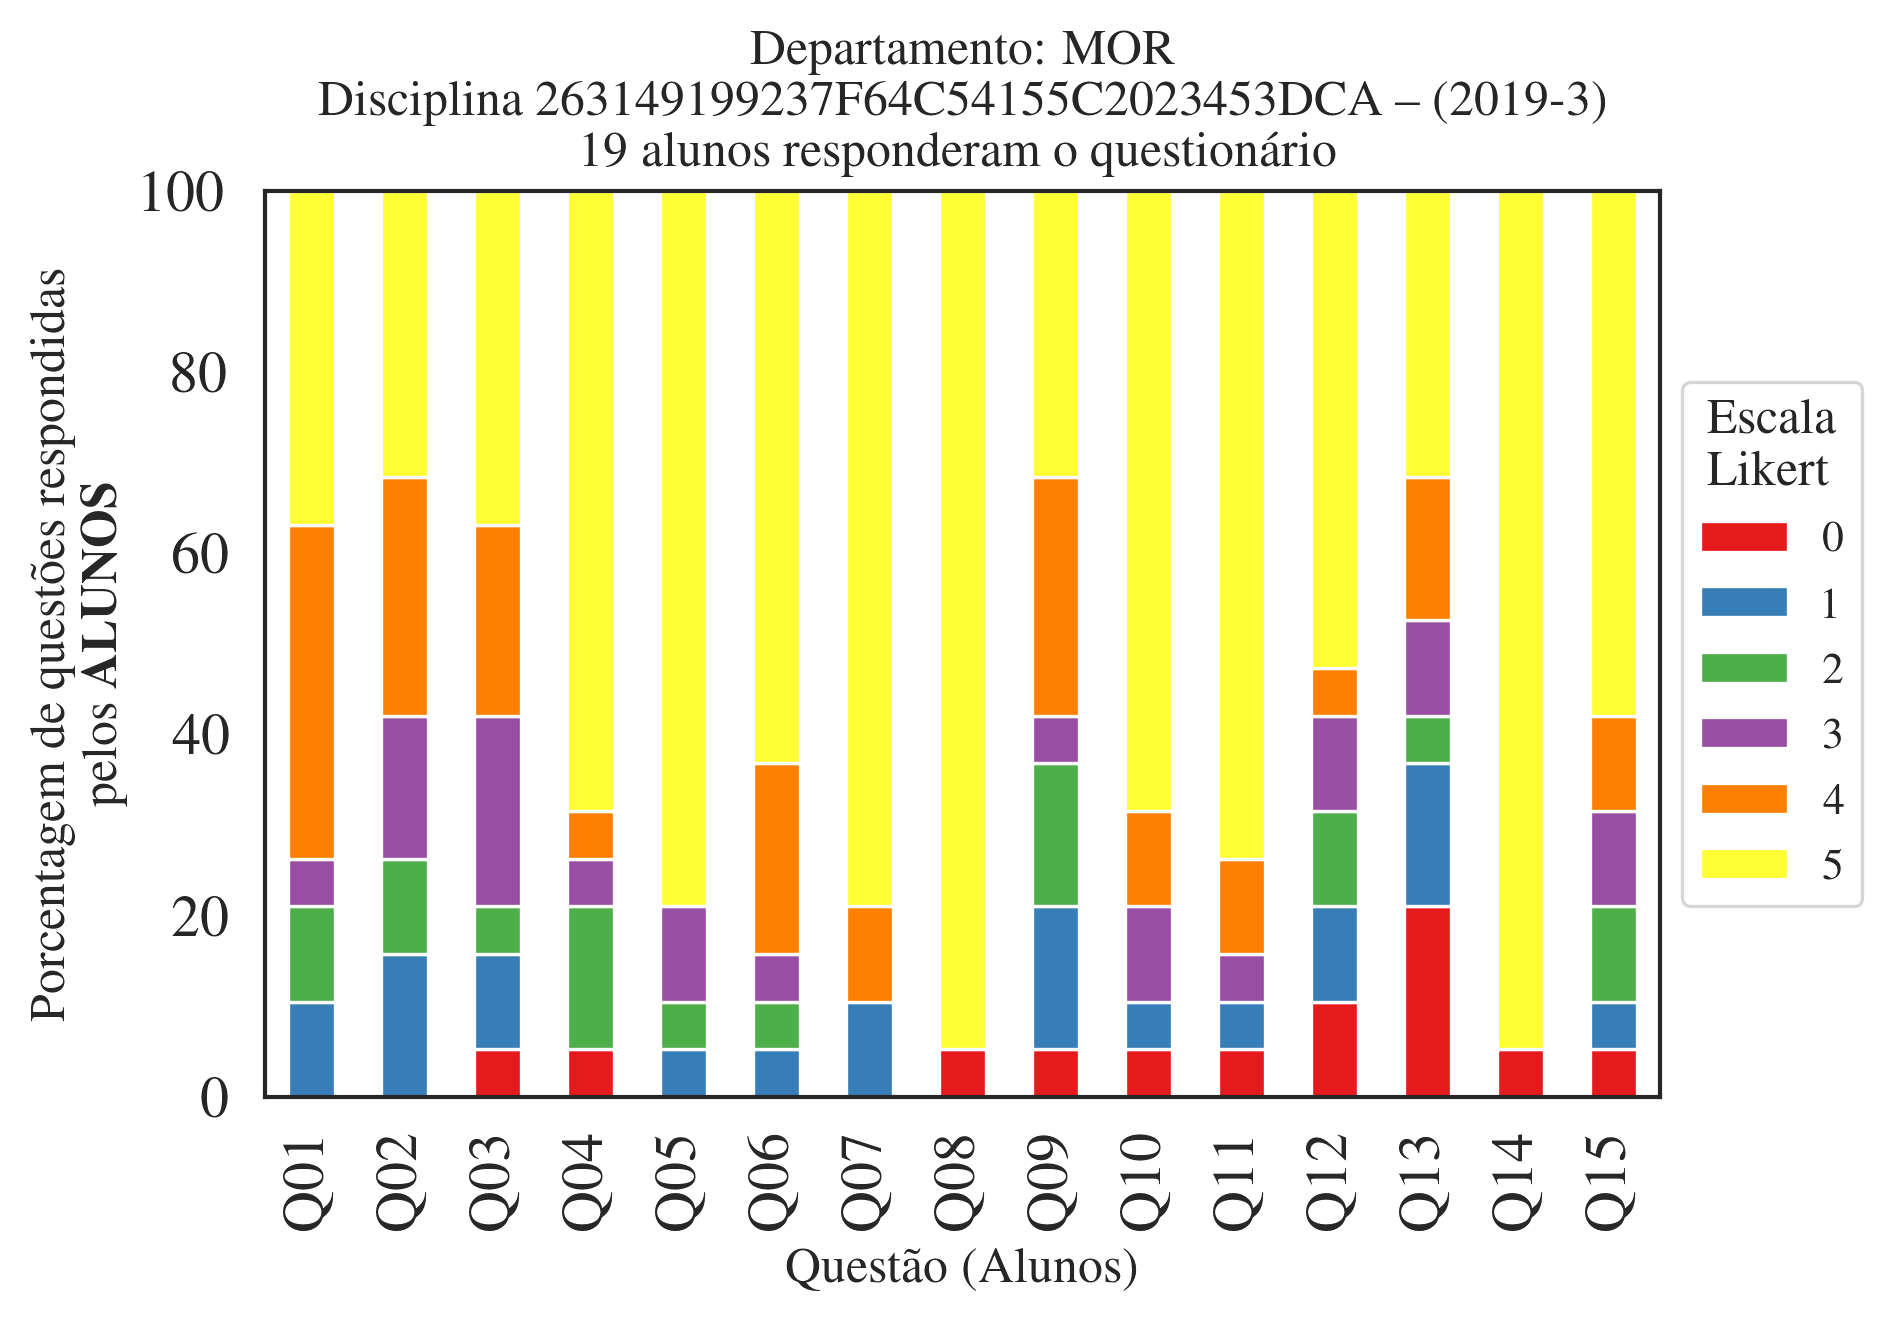 Departamento: MOR
Disciplina 263149199237F64C54155C2023453DCA – (2019-3)
19 alunos responderam o questionário
Porcentagem de questões respondidas
pelos ALUNOS
100
80
60
40
20
0
Q01
Q02
Q03
Q04
Q05
Q06
Q07
Q08
Q09
Q10
Q11
Q12
Q13
Q14
Q15
Questão (Alunos)
Escala
Likert
0
1
2
3
4
5